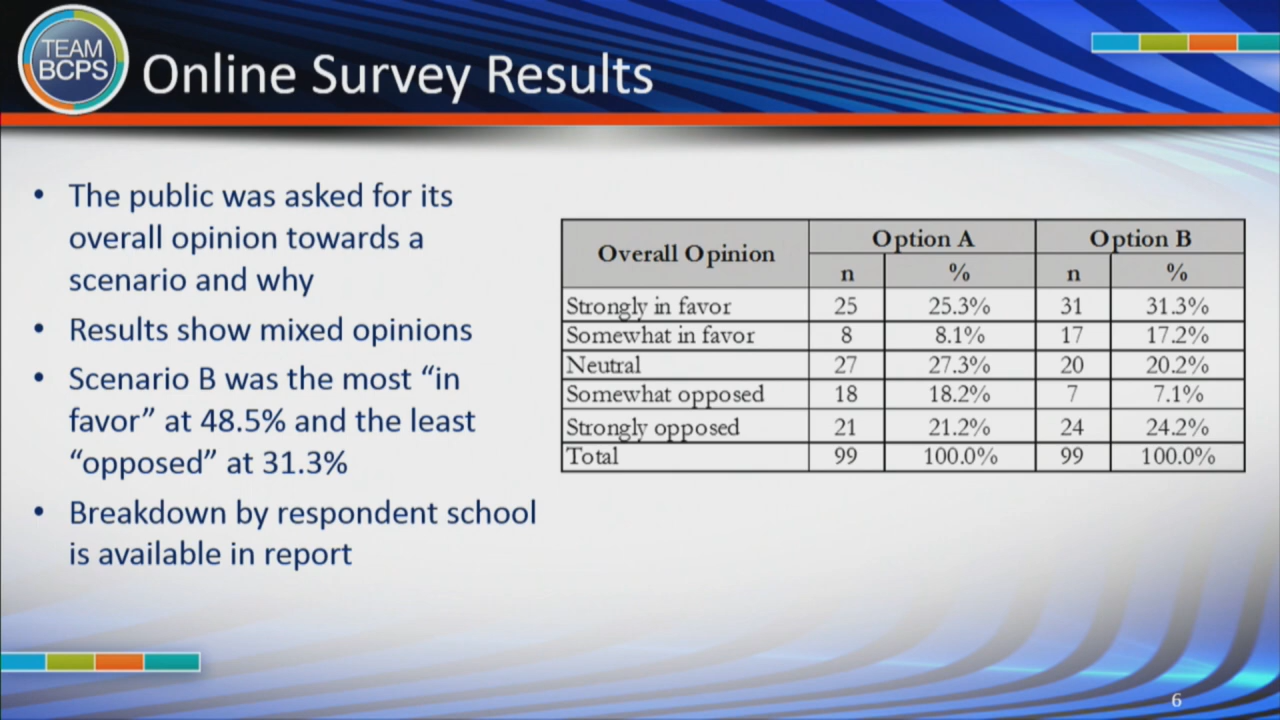 TEAM
BCPS
Online Survey Results
• The public was asked for its
overall opinion towards a
scenario and why
• Results show mixed opinions
• Scenario B was the most “in
favor” at 48.5% and the least
“opposed” at 31.3%
• Breakdown by respondent school
is available in report
Overall Opinion Option A Option B
n % n %
Strongly in favor 25 25.3% 31 31.3%
Somewhat in favor 8 8.1% 17 17.2%
Neutral 27 27.3% 20 20.2%
Somewhat opposed 18 18.2% 7 7.1%
Strongly opposed 21 21.2% 24 24.2%
Total 99 100.0% 99 100.0%
6